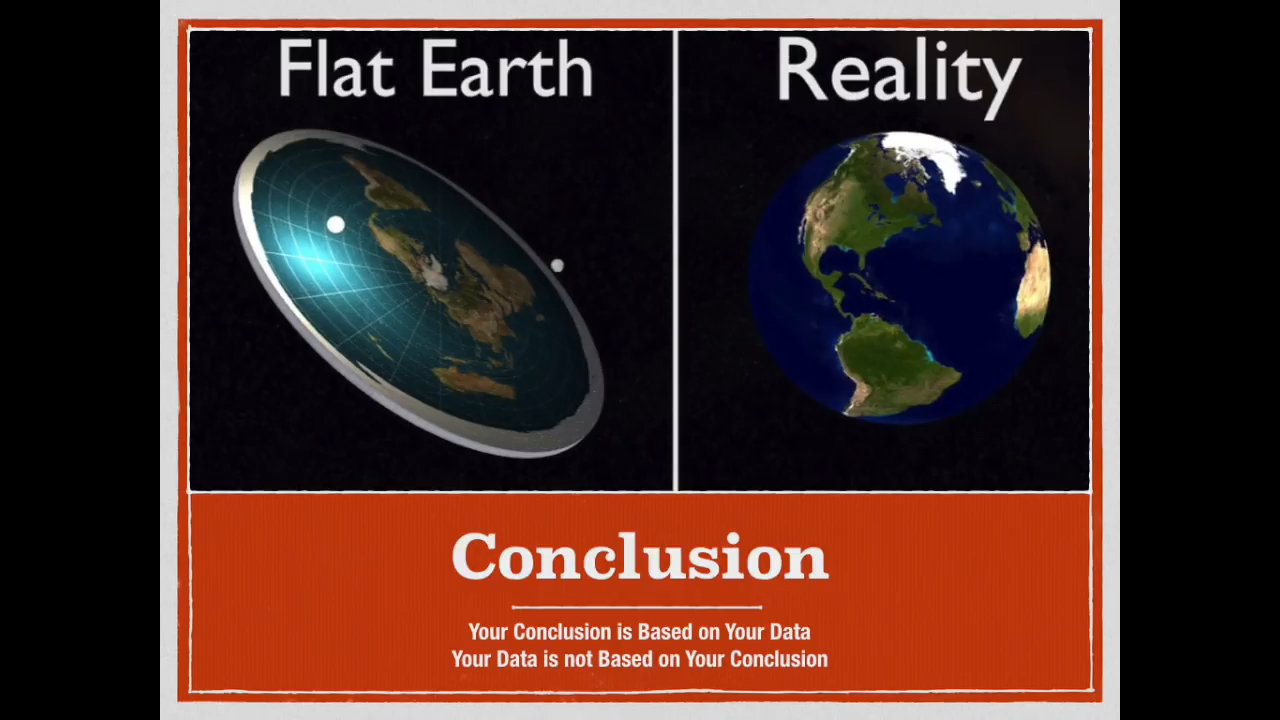 Flat Earth
Reality
Conclusion
Your Conclusion is Based on Your Data
Your Data is not Based on Your Conclusion